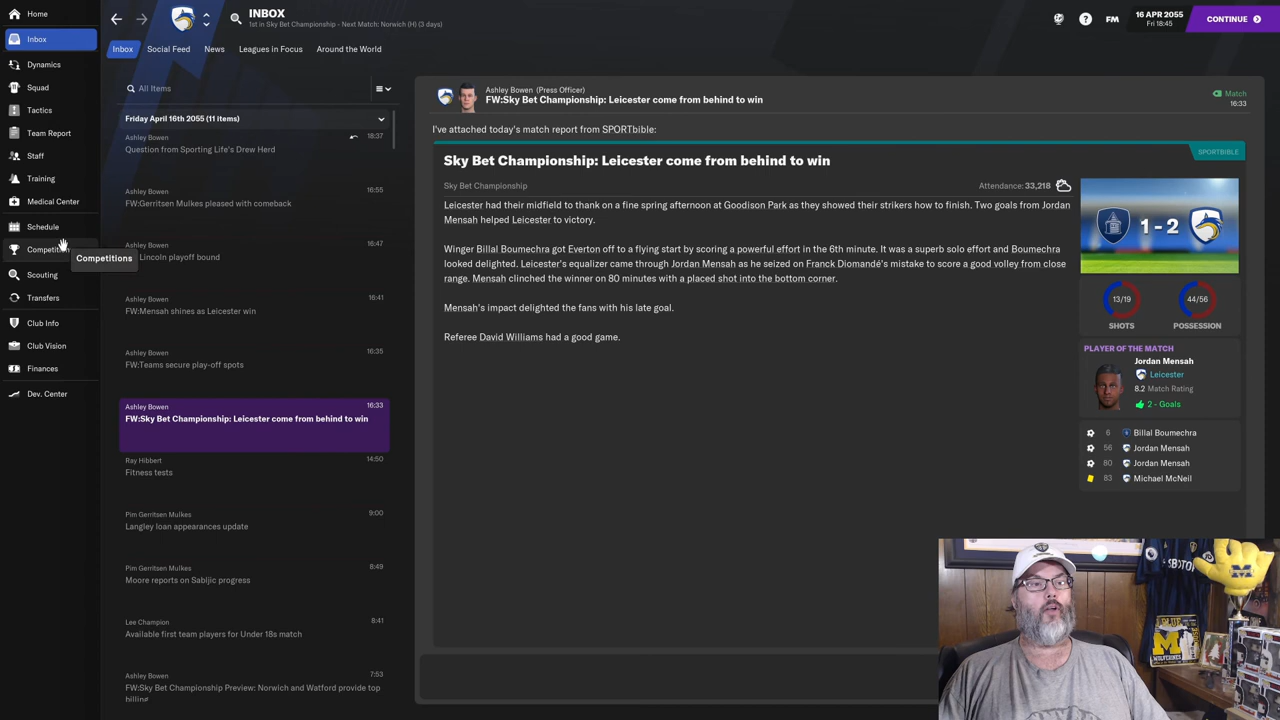 Home
Inbox
Dynamics
Squad
Tactics
Team Report
Staff
Training
Medical Center
Schedule
Competitions
Scouting
Transfers
Club Info
Club Vision
Finances
Dev. Center
INBOX
1st in Sky Bet Championship - Next Match: Norwich (H) (3 days)
FM
16 APR 2055
Fri 18:45
CONTINUE
Inbox
Social Feed
News
Leagues in Focus
Around the World
All Items
Friday April 16th 2055 (11 items)
Ashley Bowen 18:37
Question from Sporting Life's Drew Herd
Ashley Bowen 16:55
FW:Gerritsen Mulkes pleased with comeback
Ashley Bowen 16:47
Lincoln playoff bound
Ashley Bowen 16:41
FW:Mensah shines as Leicester win
Ashley Bowen 16:35
FW:Teams secure play-off spots
Ashley Bowen 16:33
FW:Sky Bet Championship: Leicester come from behind to win
Ray Hibbert 14:50
Fitness tests
Pim Gerritsen Mulkes 9:00
Langley loan appearances update
Pim Gerritsen Mulkes 8:49
Moore reports on Sabljic progress
Lee Champion 8:41
Available first team players for Under 18s match
Ashley Bowen 7:53
FW:Sky Bet Championship Preview: Norwich and Watford provide top
billing
Ashley Bowen (Press Officer)
FW:Sky Bet Championship: Leicester come from behind to win
Match
16:33
I've attached today's match report from SPORTbible:
SPORTBIBLE
Sky Bet Championship: Leicester come from behind to win
Sky Bet Championship
Attendance: 33,218
Leicester had their midfield to thank on a fine spring afternoon at Goodison Park as they showed their strikers how to finish. Two goals from Jordan
Mensah helped Leicester to victory.
Winger Billal Boumechra got Everton off to a flying start by scoring a powerful effort in the 6th minute. It was a superb solo effort and Boumechra
looked delighted. Leicester's equalizer came through Jordan Mensah as he seized on Franck Diomandé's mistake to score a good volley from close
range. Mensah clinched the winner on 80 minutes with a placed shot into the bottom corner.
Mensah's impact delighted the fans with his late goal.
Referee David Williams had a good game.
1 - 2
13/19
SHOTS
44/56
POSSESSION
PLAYER OF THE MATCH
Jordan Mensah
Leicester
8.2 Match Rating
2 - Goals
6 Billal Boumechra
56 Jordan Mensah
80 Jordan Mensah
83 Michael McNeil
Competitions